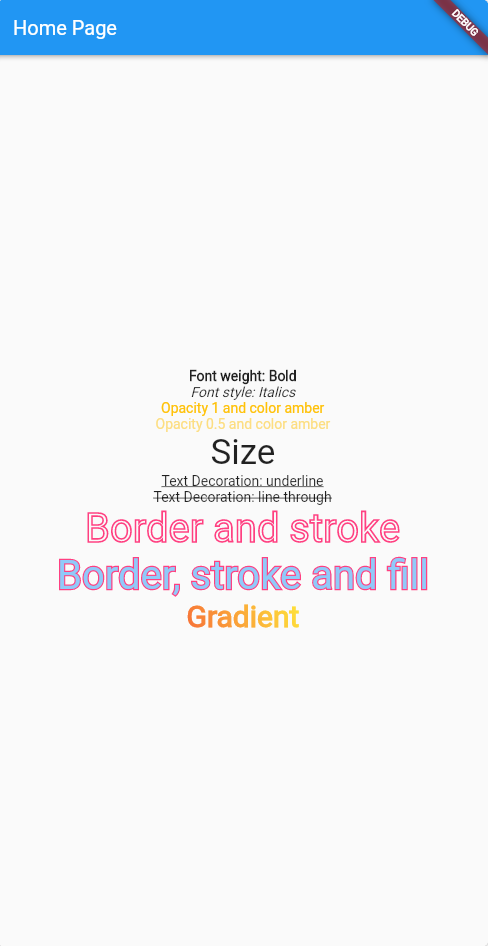 Home Page
DEBUG
Font weight: Bold
Font style: Italics
Opacity 1 and color amber
Opacity 0.5 and color amber
Size
Text Decoration: underline
Text Decoration: line through
Border and stroke
Border, stroke and fill
Gradient